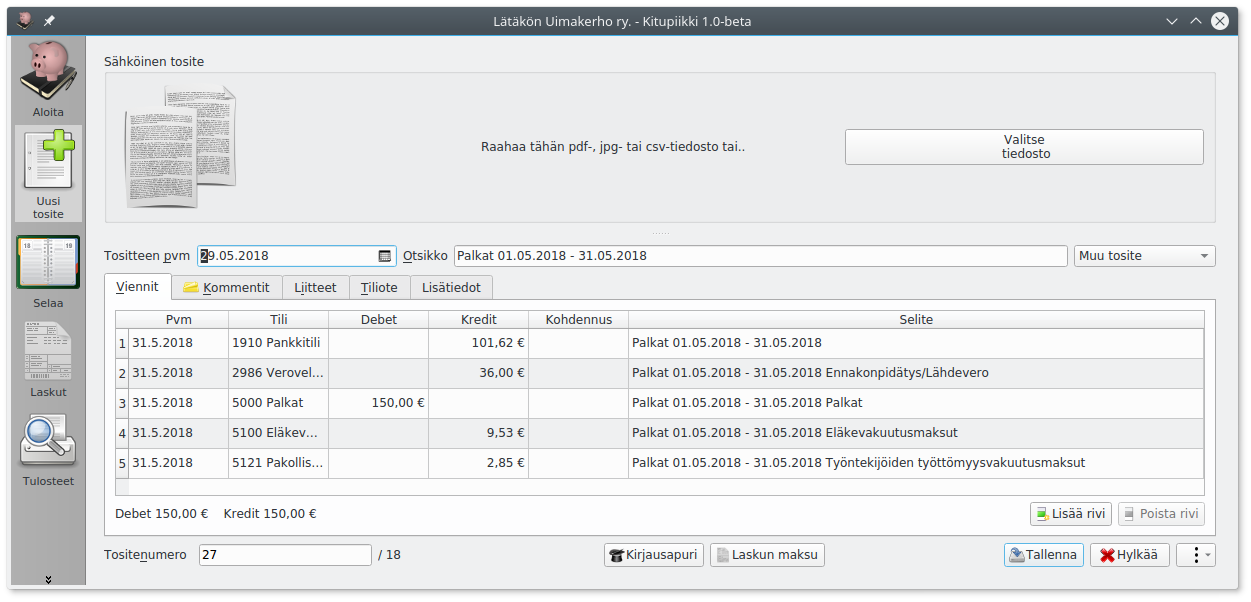 Lätäkön Uimakerho ry. - Kitupiikki 1.0-beta
Aloita
Uusi
tosite
18 19
Selaa
Laskut
Tulosteet
Sähköinen tosite
Raahaa tähän pdf-, jpg- tai csv-tiedosto tai..
Valitse
tiedosto
Tositteen pvm 29.05.2018 Otsikko Palkat 01.05.2018 - 31.05.2018 Muu tosite
Viennit Kommentit Liitteet Tiliote Lisätiedot
Pvm Tili Debet Kredit Kohdennus Selite
1 31.5.2018 1910 Pankkitili 101,62 € Palkat 01.05.2018 - 31.05.2018
2 31.5.2018 2986 Verovel... 36,00 € Palkat 01.05.2018 - 31.05.2018 Ennakonpidätys/Lähdevero
3 31.5.2018 5000 Palkat 150,00 € Palkat 01.05.2018 - 31.05.2018 Palkat
4 31.5.2018 5100 Eläkev... 9,53 € Palkat 01.05.2018 - 31.05.2018 Eläkevakuutusmaksut
5 31.5.2018 5121 Pakollis... 2,85 € Palkat 01.05.2018 - 31.05.2018 Työntekijöiden työttömyysvakuutusmaksut
Debet 150,00 € Kredit 150,00 € Lisää rivi Poista rivi
Tositenumero 27 / 18 Kirjausapuri Laskun maksu Tallenna Hylkää